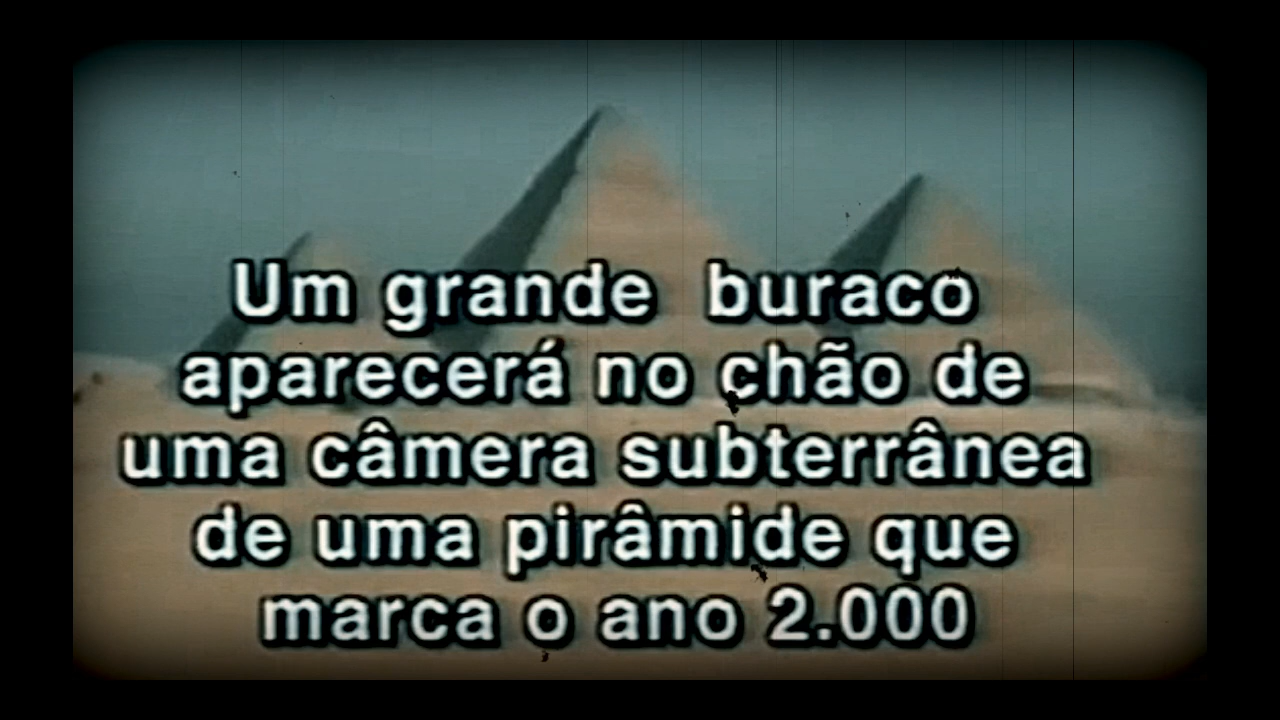 Um grande buraco
aparecerá no chão de
uma câmera subterrânea
de uma pirâmide que
marca o ano 2.000